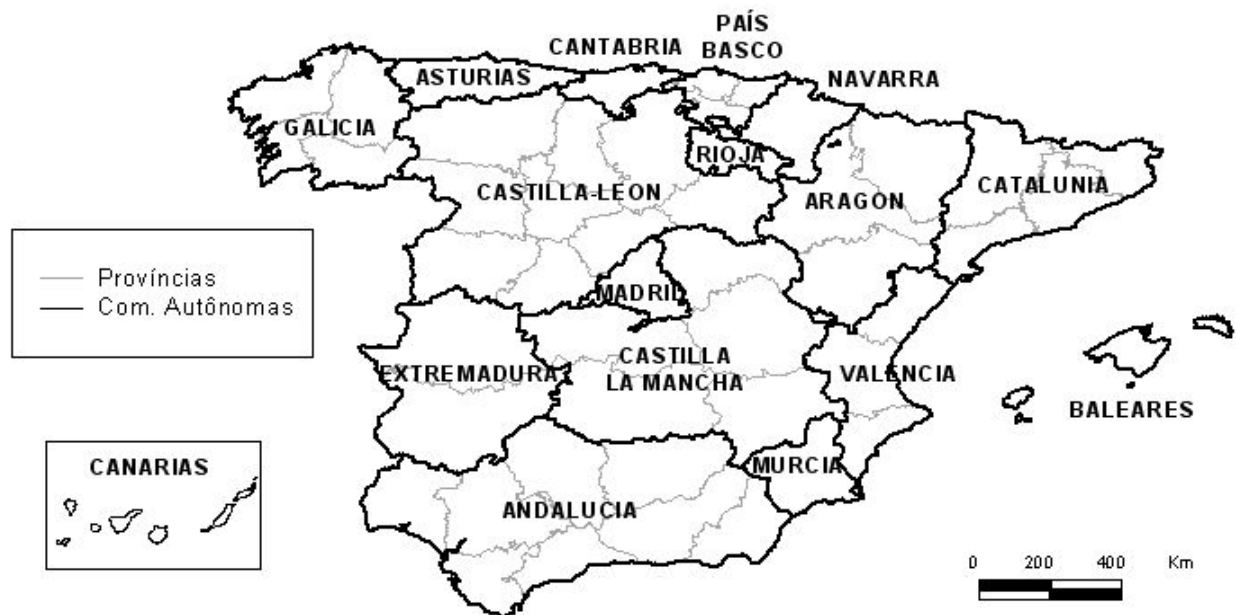 PAÍS
BASCO
CANTABRIA
ASTURIAS
NAVARRA
GALICIA
RIOJA
CASTILLA-LEON
ARAGON
CATALUNIA
Províncias
Com. Autônomas
MADRID
EXTREMADURA
CASTILLA
LA MANCHA
VALENCIA
BALEARES
CANARIAS
MURCIA
ANDALUCIA
0 200 400 Km